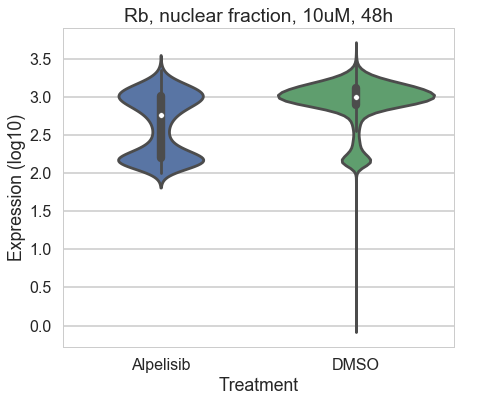 Rb, nuclear fraction, 10uM, 48h
3.5
3.0
2.5
2.0
1.5
1.0
0.5
0.0
Expression (log10)
Alpelisib DMSO
Treatment